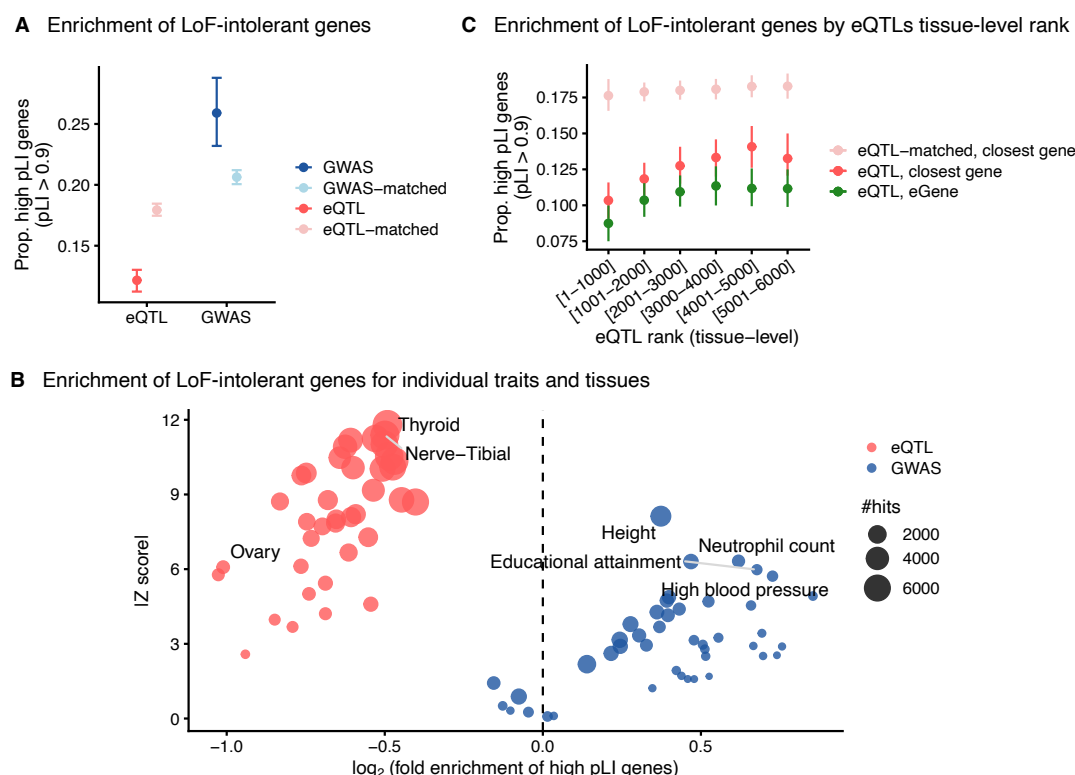 A Enrichment of LoF-intolerant genes
Prop. high pLI genes
(pLI > 0.9)
0.25
0.20
0.15
eQTL
GWAS
GWAS
GWAS-matched
eQTL
eQTL-matched
C Enrichment of LoF-intolerant genes by eQTLs tissue-level rank
Prop. high pLI genes
(pLI > 0.9)
0.175
0.150
0.125
0.100
0.075
[1-1000]
[1001-2000]
[2001-3000]
[3000-4000]
[4001-5000]
[5001-6000]
eQTL rank (tissue-level)
eQTL-matched, closest gene
eQTL, closest gene
eQTL, eGene
B Enrichment of LoF-intolerant genes for individual traits and tissues
|Z score|
12
9
6
3
0
Thyroid
Nerve-Tibial
Ovary
Height
Neutrophil count
Educational attainment
High blood pressure
-1.0
-0.5
0.0
0.5
log₂ (fold enrichment of high pLI genes)
eQTL
GWAS
#hits
2000
4000
6000